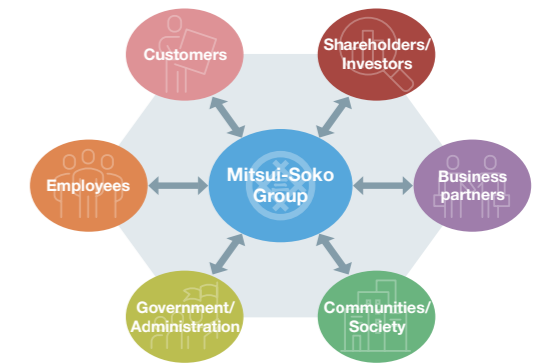 Customers
Shareholders/
Investors
Employees
Mitsui-Soko
Group
Business
partners
Government/
Administration
Communities/
Society